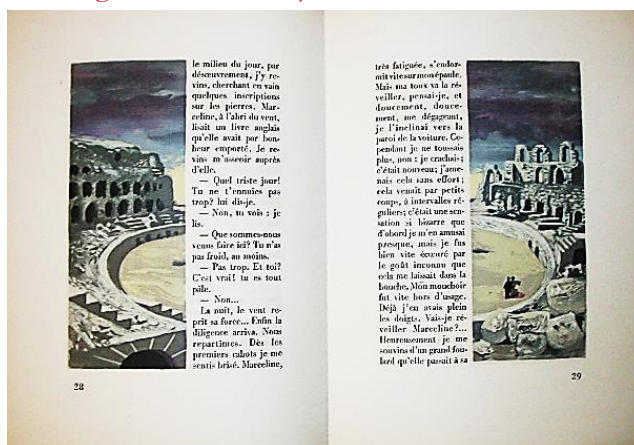 le milieu du jour, par
désœuvrement, j'y re-
vins, cherchant en vain
quelques inscriptions
sur les pierres. Mar-
celine, à l'abri du vent,
lisait un livre anglais
qu'elle avait par bon-
heur emporté. Je re-
vins m'asseoir auprès
d'elle.
— Quel triste jour!
Tu ne t'ennuies pas
trop? lui dis-je.
— Non, tu vois : je
lis.
— Que sommes-nous
venus faire ici? Tu n'as
pas froid, au moins.
— Pas trop. Et toi?
C'est vrai! tu es tout
pâle.
— Non...
La nuit, le vent re-
prit sa force... Enfin la
diligence arriva. Nous
repartîmes. Dès les
premiers cahots je me
sentis brisé. Marceline,
28
très fatiguée, s'endor-
mit vite sur mon épaule.
Mais ma toux va la ré-
veiller, pensai-je, et
doucement, douce-
ment, me dégageant,
je l'inclinai vers la
paroi de la voiture. Ce-
pendant je ne toussais
plus, non : je crachais;
c'était nouveau; j'ame-
nais cela sans effort;
cela venait par petits
coups, à intervalles ré-
guliers; c'était une sen-
sation si bizarre que
d'abord je m'en amusai
presque, mais je fus
bien vite écœuré par
le goût inconnu que
cela me laissait dans la
bouche. Mon mouchoir
fut vite hors d'usage.
Déjà j'en avais plein
les doigts. Vais-je ré-
veiller Marceline?...
Heureusement je me
souvins d'un grand fou-
lard qu'elle passait à sa
29